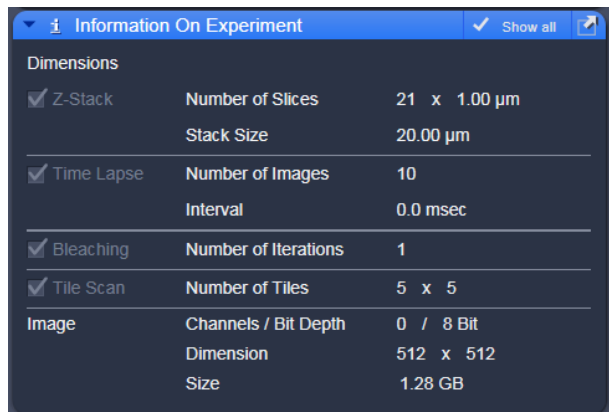 i Information On Experiment Show all
Dimensions
Z-Stack Number of Slices 21 x 1.00 µm
Stack Size 20.00 µm
Time Lapse Number of Images 10
Interval 0.0 msec
Bleaching Number of Iterations 1
Tile Scan Number of Tiles 5 x 5
Image Channels / Bit Depth 0 / 8 Bit
Dimension 512 x 512
Size 1.28 GB